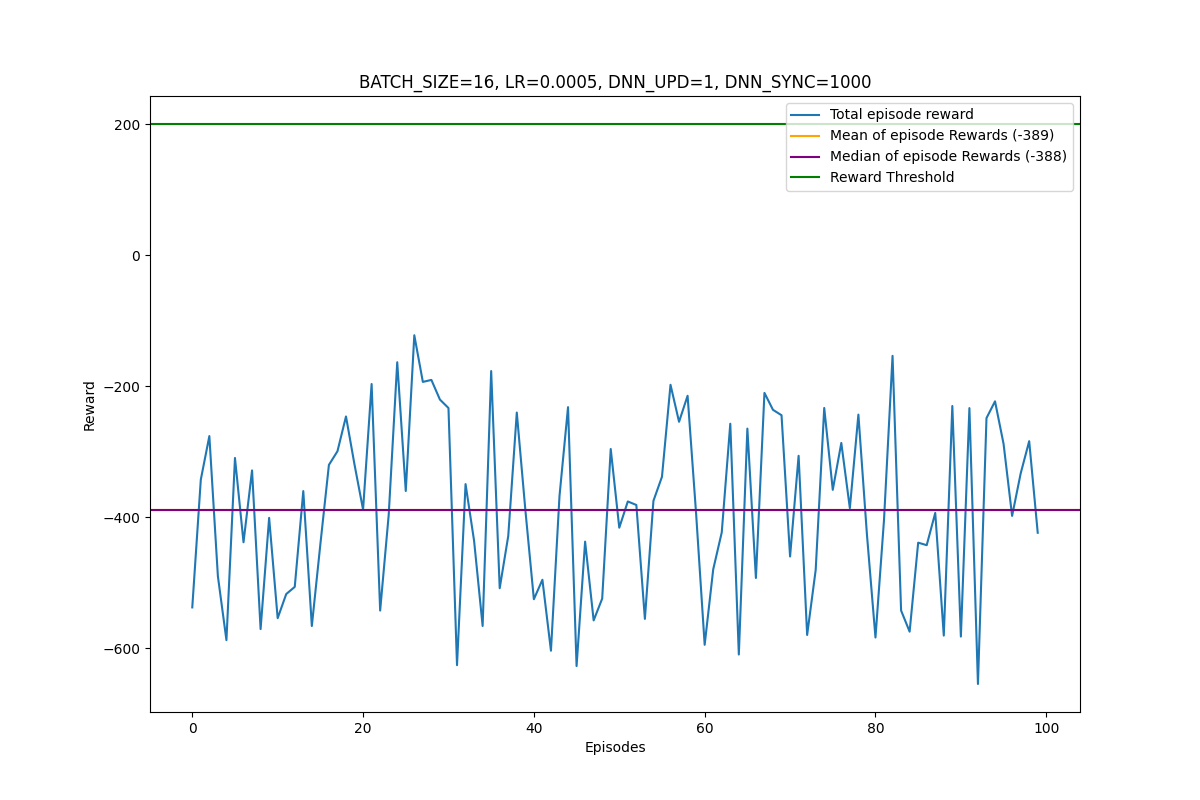 BATCH_SIZE=16, LR=0.0005, DNN_UPD=1, DNN_SYNC=1000
Total episode reward
Mean of episode Rewards (-389)
Median of episode Rewards (-388)
Reward Threshold
200
0
−200
−400
−600
Reward
0 20 40 60 80 100
Episodes